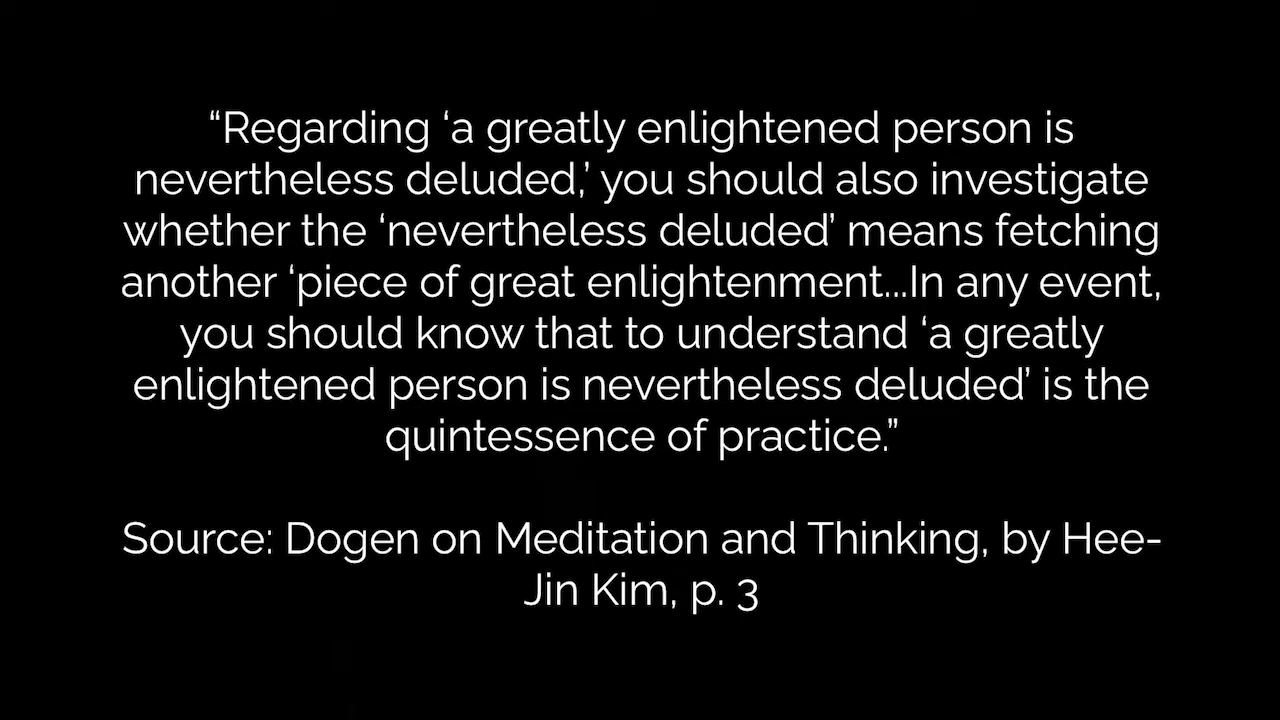 “Regarding ‘a greatly enlightened person is
nevertheless deluded,’ you should also investigate
whether the ‘nevertheless deluded’ means fetching
another ‘piece of great enlightenment...In any event,
you should know that to understand ‘a greatly
enlightened person is nevertheless deluded’ is the
quintessence of practice.”
Source: Dogen on Meditation and Thinking, by Hee-
Jin Kim, p. 3